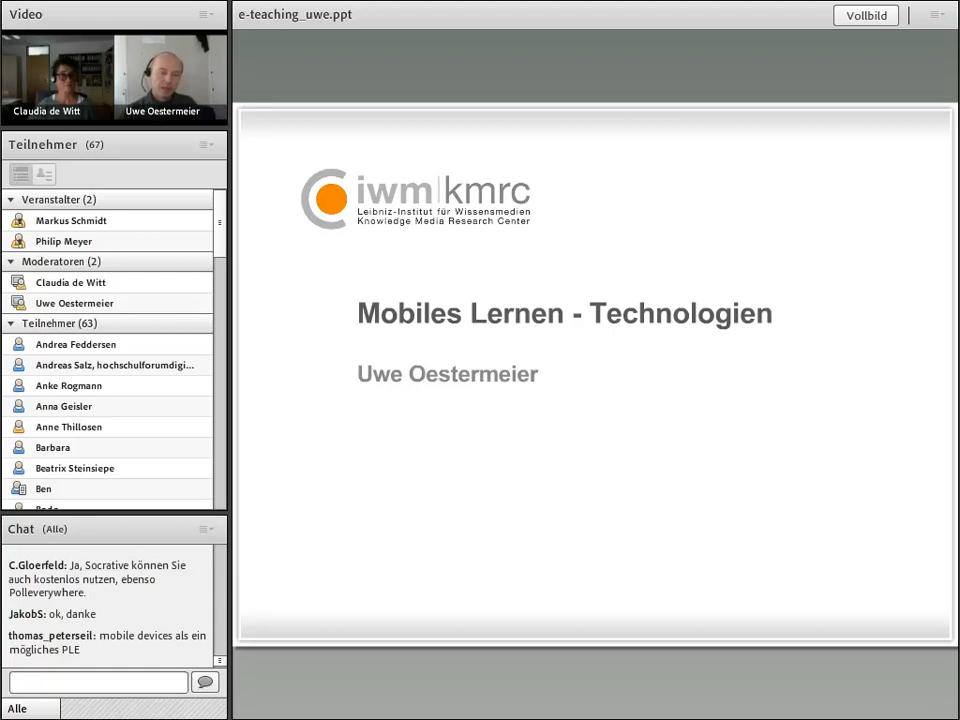 Video
Claudia de Witt
Uwe Oestermeier
Teilnehmer (67)
Veranstalter (2)
Markus Schmidt
Philip Meyer
Moderatoren (2)
Claudia de Witt
Uwe Oestermeier
Teilnehmer (63)
Andrea Feddersen
Andreas Salz, hochschulforumdigi...
Anke Rogmann
Anna Geisler
Anne Thillosen
Barbara
Beatrix Steinsiepe
Ben
Chat (Alle)
C.Gloerfeld: Ja, Socrative können Sie
auch kostenlos nutzen, ebenso
Polleverywhere.
JakobS: ok, danke
thomas_peterseil: mobile devices als ein
mögliches PLE
Alle
e-teaching_uwe.ppt
Vollbild
iwm|kmrc
Leibniz-Institut für Wissensmedien
Knowledge Media Research Center
Mobiles Lernen - Technologien
Uwe Oestermeier